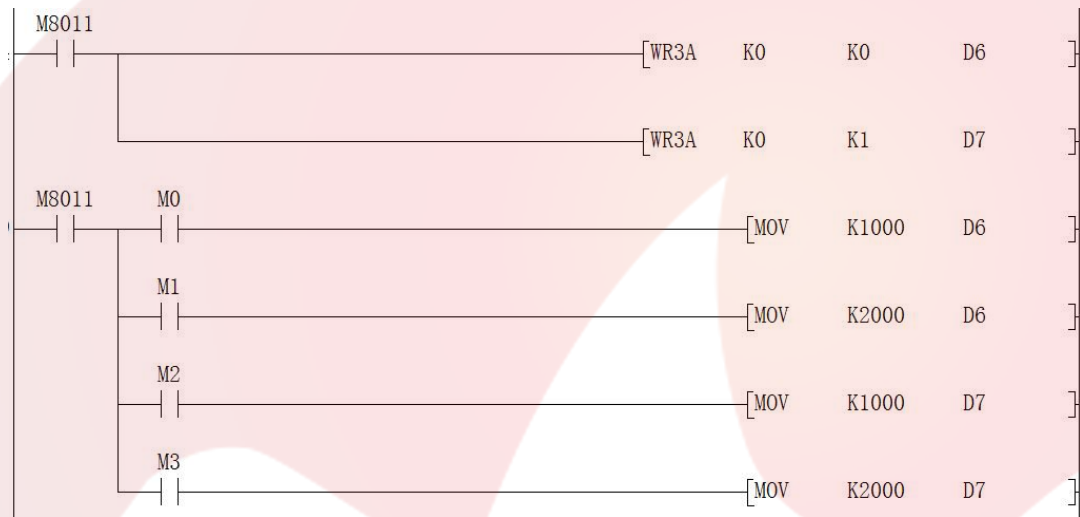 M8011
WR3A K0 K0 D6
WR3A K0 K1 D7
M8011 M0
MOV K1000 D6
M1
MOV K2000 D6
M2
MOV K1000 D7
M3
MOV K2000 D7